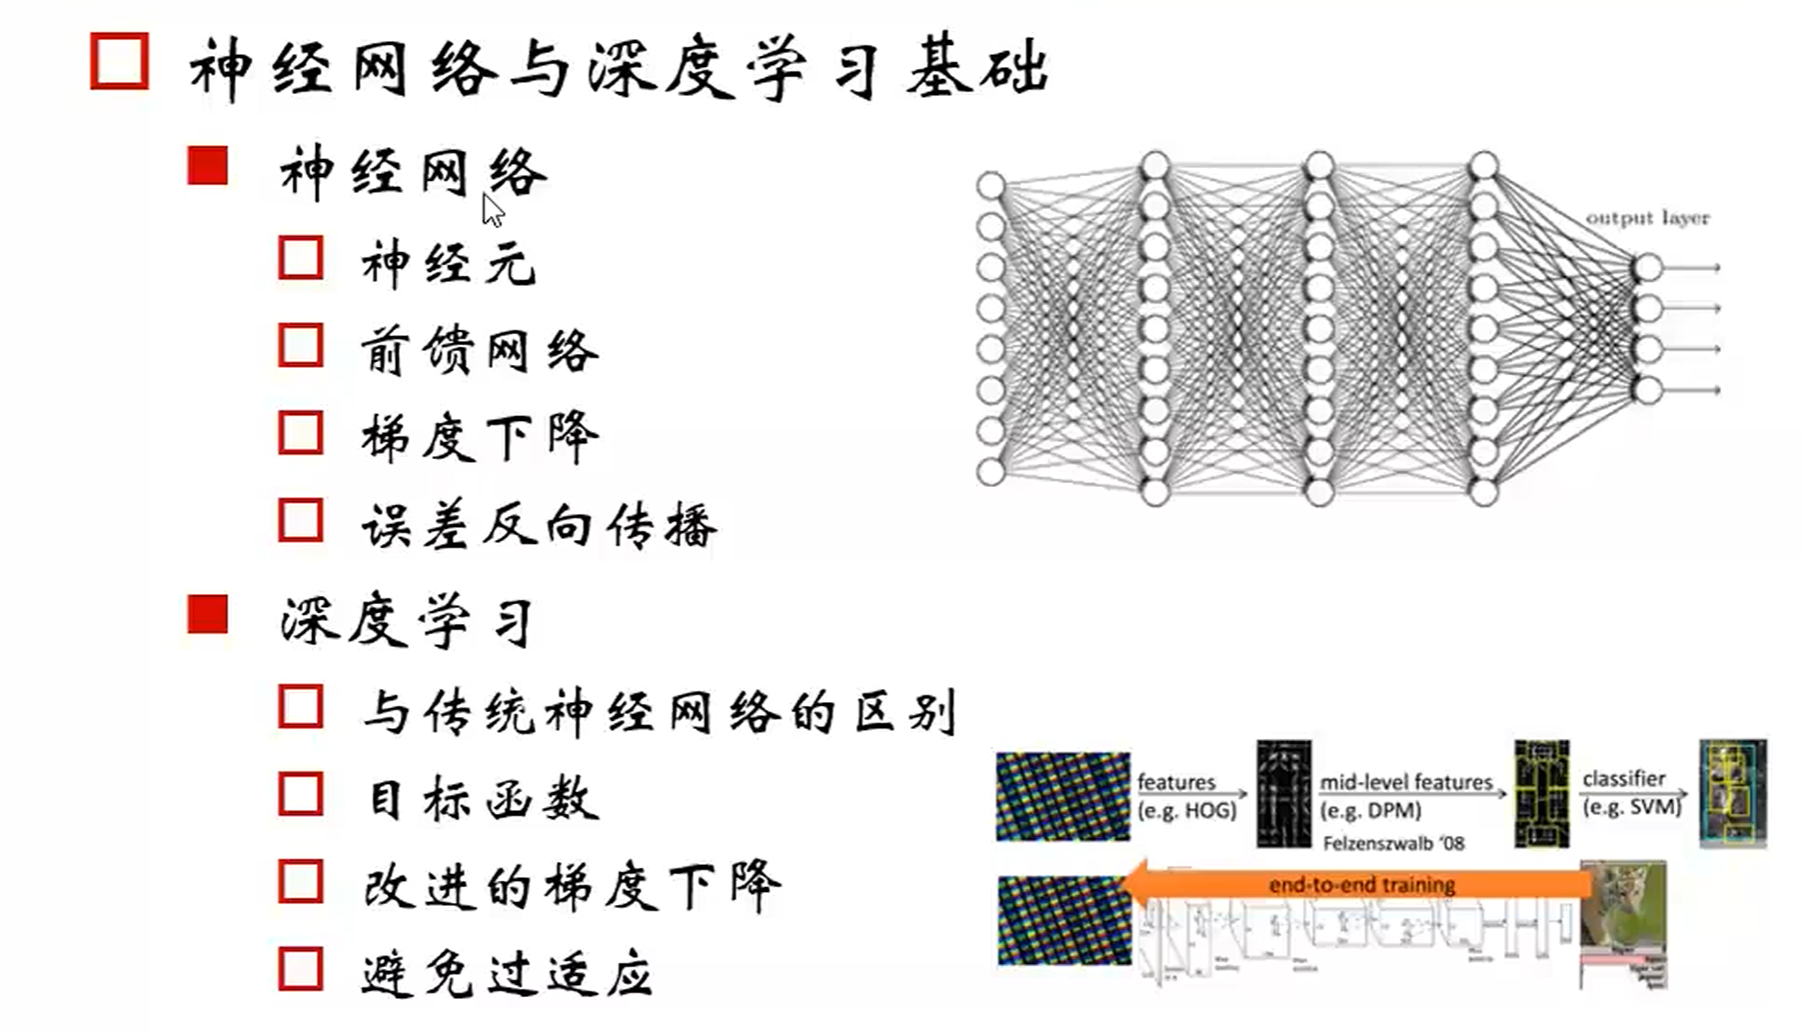 神经网络与深度学习基础
神经网络
神经元
前馈网络
梯度下降
误差反向传播
深度学习
与传统神经网络的区别
目标函数
改进的梯度下降
避免过适应
output layer
features
(e.g. HOG)
mid-level features
(e.g. DPM)
Felzenszwalb '08
classifier
(e.g. SVM)
end-to-end training